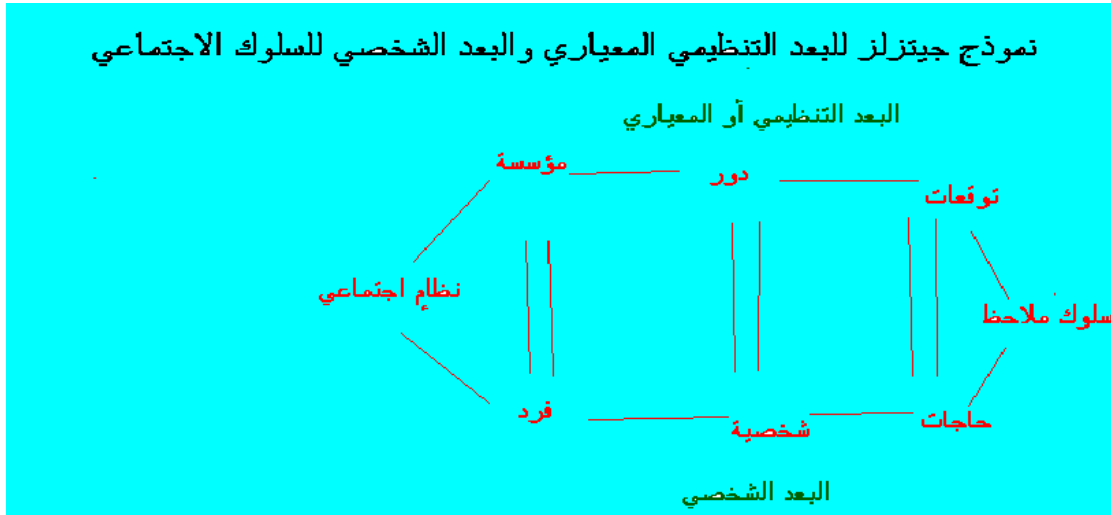 نموذج جيتزلز للبعد التنظيمي المعياري والبعد الشخصي للسلوك الاجتماعي
البعد التنظيمي أو المعياري
مؤسسة
دور
توقعات
نظام اجتماعي
سلوك ملاحظ
فرد
شخصية
حاجات
البعد الشخصي